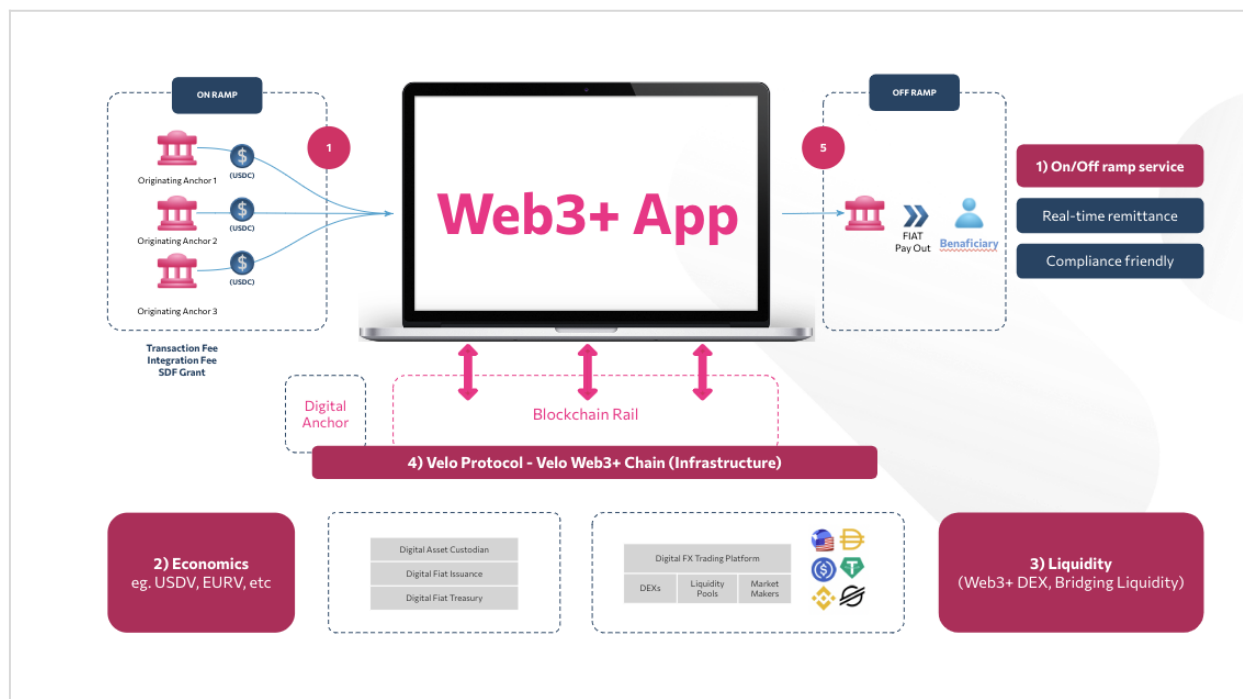 ON RAMP
1
Originating Anchor 1
$
(USDC)
Originating Anchor 2
$
(USDC)
Originating Anchor 3
$
(USDC)
Transaction Fee
Integration Fee
SDF Grant
Web3+ App
OFF RAMP
5
FIAT
Pay Out
Benaficiary
1) On/Off ramp service
Real-time remittance
Compliance friendly
Digital
Anchor
Blockchain Rail
4) Velo Protocol - Velo Web3+ Chain (Infrastructure)
2) Economics
eg. USDV, EURV, etc
Digital Asset Custodian
Digital Fiat Issuance
Digital Fiat Treasury
Digital FX Trading Platform
DEXs
Liquidity
Pools
Market
Makers
3) Liquidity
(Web3+ DEX, Bridging Liquidity)